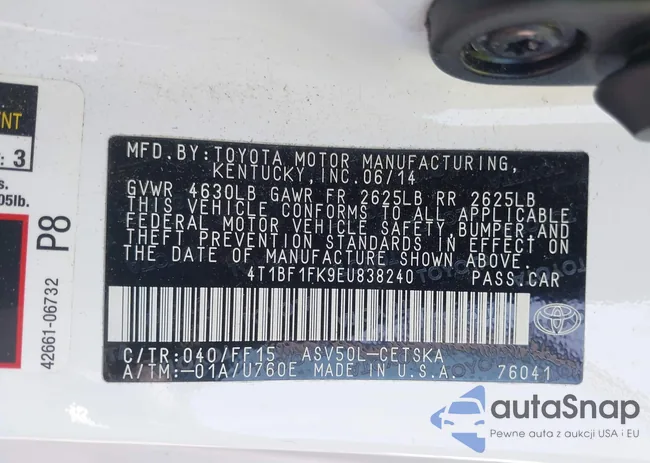 ENT
: 3
s.
05lb.
P8
42661-06732
MFD.BY:TOYOTA MOTOR MANUFACTURING,
KENTUCKY, INC.06/14
GVWR 4630LB GAWR FR 2625LB RR 2625LB
THIS VEHICLE CONFORMS TO ALL APPLICABLE
FEDERAL MOTOR VEHICLE SAFETY, BUMPER, AND
THEFT PREVENTION STANDARDS IN EFFECT ON
THE DATE OF MANUFACTURE SHOWN ABOVE.
4T1BF1FK9EU838240 PASS.CAR
C/TR:040/FF15 ASV50L-CETSKA
A/TM:-01A/U760E MADE IN U.S.A. 76041
autaSnap
Pewne auta z aukcji USA i EU